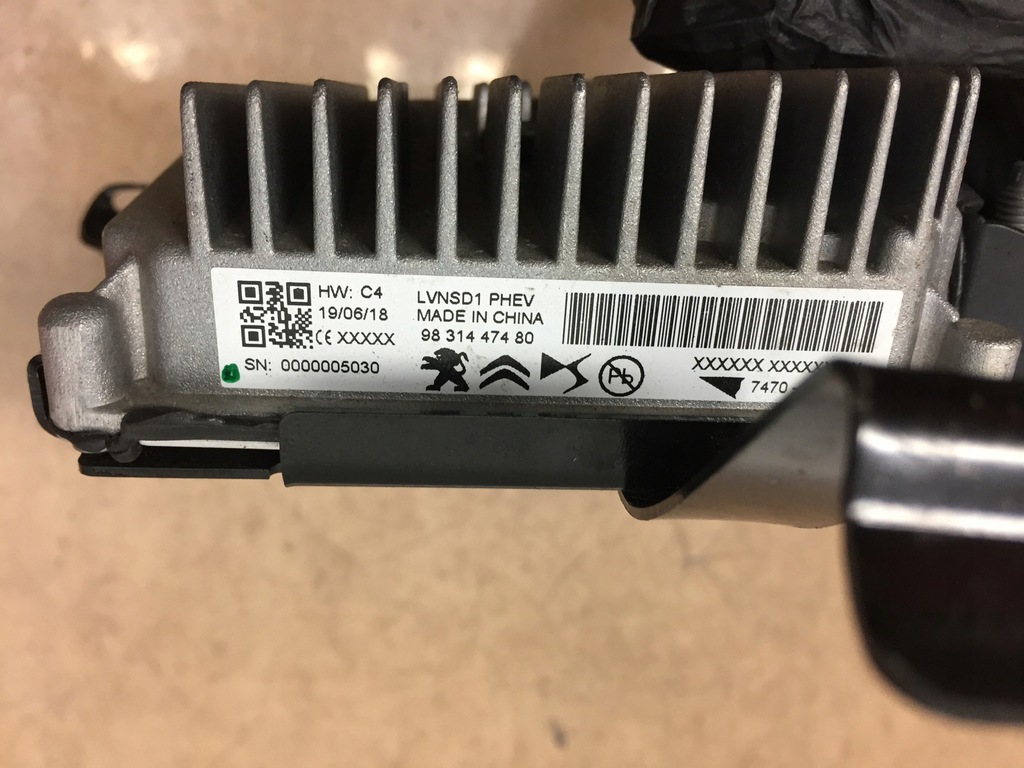 HW: C4
19/06/18
CE XXXXX
SN: 0000005030
LVNSD1 PHEV
MADE IN CHINA
98 314 474 80
Pb
XXXXXX
7470